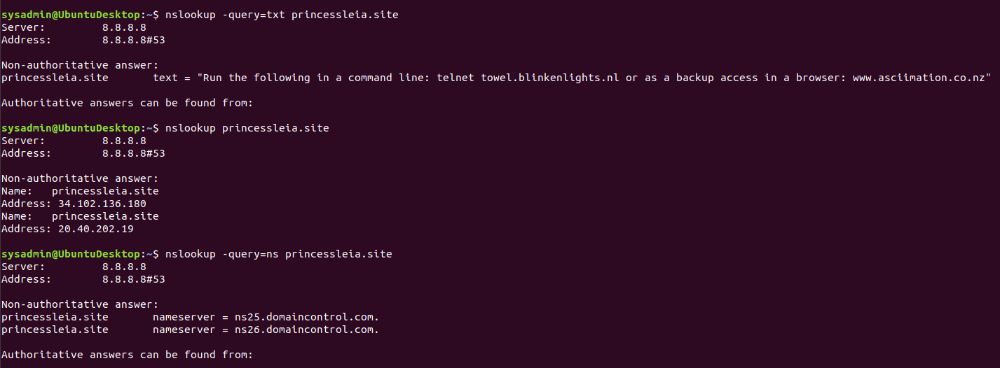 sysadmin@UbuntuDesktop:~$ nslookup -query=txt princessleia.site
Server:         8.8.8.8
Address:        8.8.8.8#53
Non-authoritative answer:
princessleia.site       text = "Run the following in a command line: telnet towel.blinkenlights.nl or as a backup access in a browser: www.asciimation.co.nz"
Authoritative answers can be found from:
sysadmin@UbuntuDesktop:~$ nslookup princessleia.site
Server:         8.8.8.8
Address:        8.8.8.8#53
Non-authoritative answer:
Name:   princessleia.site
Address: 34.102.136.180
Name:   princessleia.site
Address: 20.40.202.19
sysadmin@UbuntuDesktop:~$ nslookup -query=ns princessleia.site
Server:         8.8.8.8
Address:        8.8.8.8#53
Non-authoritative answer:
princessleia.site       nameserver = ns25.domaincontrol.com.
princessleia.site       nameserver = ns26.domaincontrol.com.
Authoritative answers can be found from: